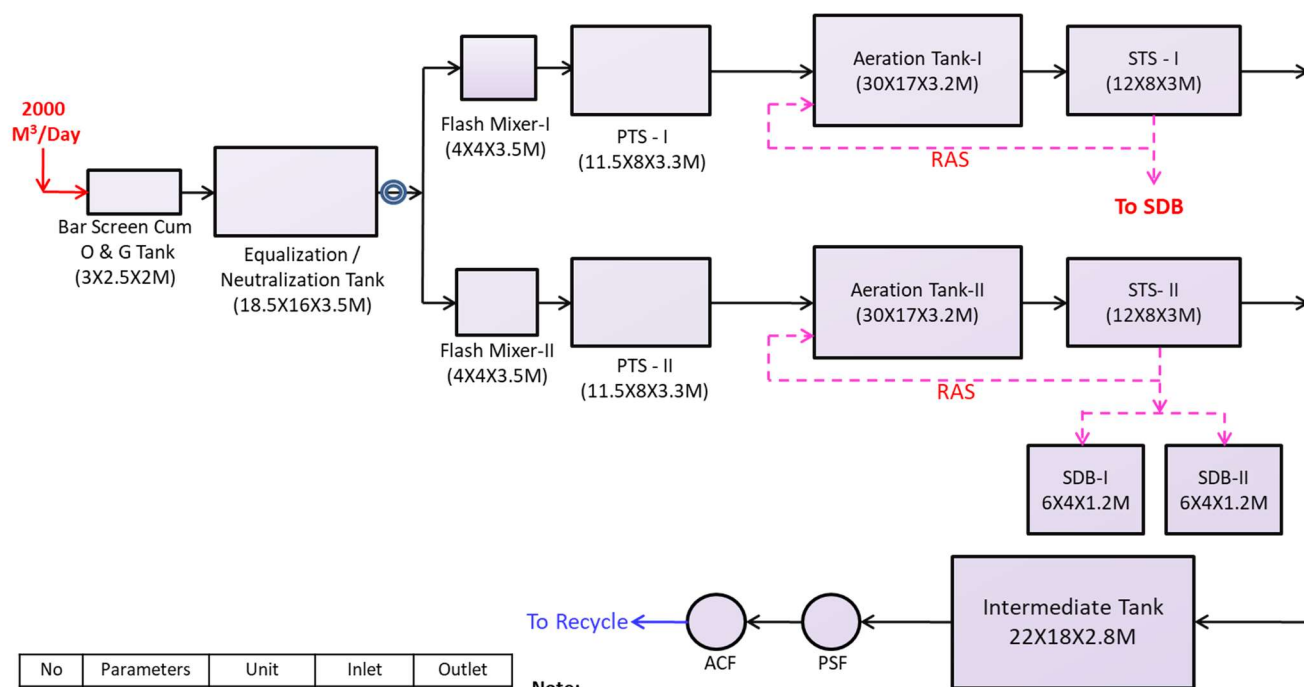 2000
M³/Day
Bar Screen Cum
O & G Tank
(3X2.5X2M)
Equalization /
Neutralization Tank
(18.5X16X3.5M)
Flash Mixer-I
(4X4X3.5M)
PTS - I
(11.5X8X3.3M)
Aeration Tank-I
(30X17X3.2M)
STS - I
(12X8X3M)
RAS
To SDB
Flash Mixer-II
(4X4X3.5M)
PTS - II
(11.5X8X3.3M)
Aeration Tank-II
(30X17X3.2M)
STS- II
(12X8X3M)
RAS
SDB-I
6X4X1.2M
SDB-II
6X4X1.2M
Intermediate Tank
22X18X2.8M
PSF
ACF
To Recycle
No Parameters Unit Inlet Outlet
Note: